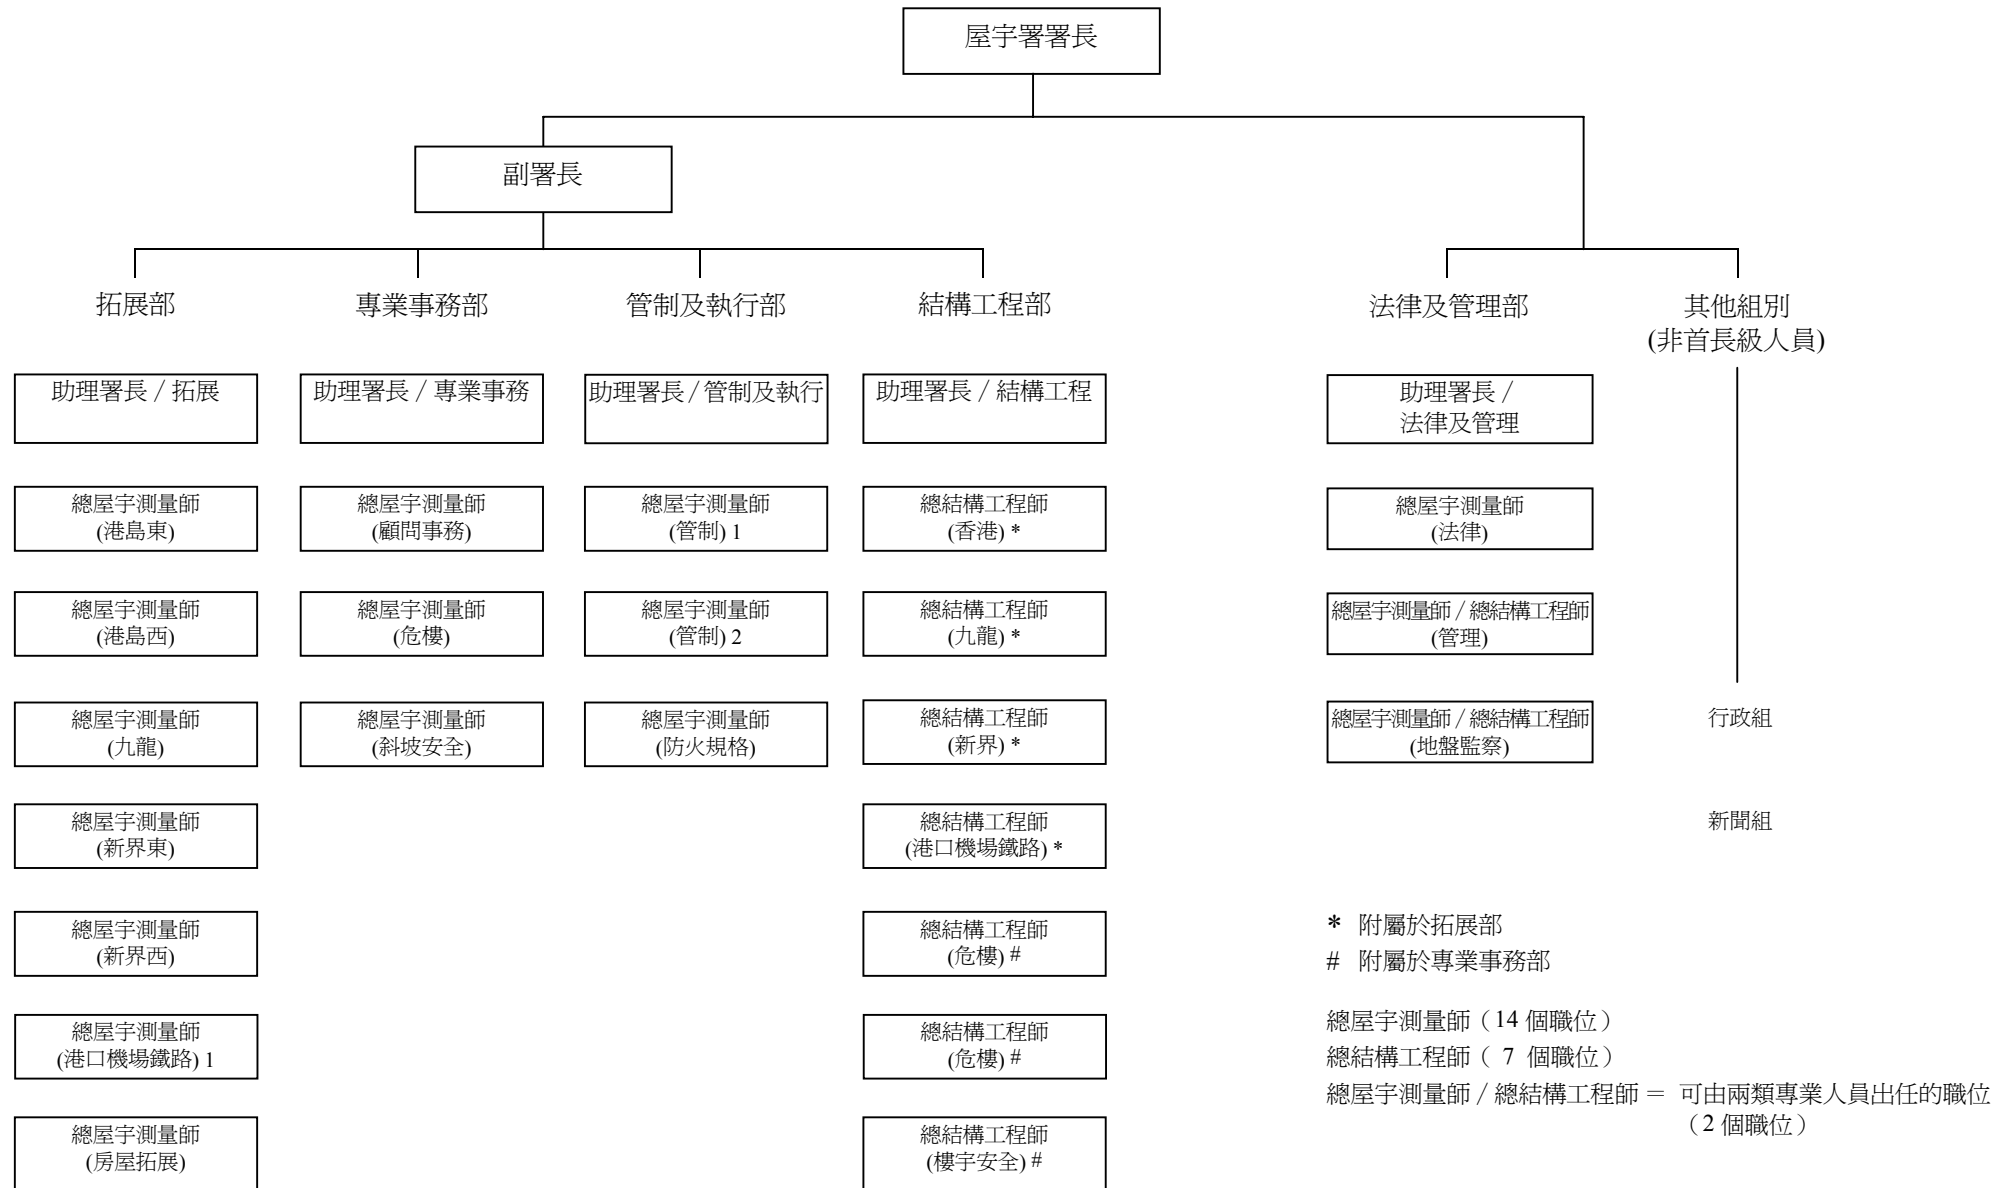 屋宇署署長
副署長
拓展部
專業事務部
管制及執行部
結構工程部
法律及管理部
其他組別
(非首長級人員)
助理署長 / 拓展
助理署長 / 專業事務
助理署長 / 管制及執行
助理署長 / 結構工程
助理署長 /
法律及管理
總屋宇測量師
(港島東)
總屋宇測量師
(顧問事務)
總屋宇測量師
(管制) 1
總結構工程師
(香港) *
總屋宇測量師
(法律)
總屋宇測量師
(港島西)
總屋宇測量師
(危樓)
總屋宇測量師
(管制) 2
總結構工程師
(九龍) *
總屋宇測量師 / 總結構工程師
(管理)
總屋宇測量師
(九龍)
總屋宇測量師
(斜坡安全)
總屋宇測量師
(防火規格)
總結構工程師
(新界) *
總屋宇測量師 / 總結構工程師
(地盤監察)
行政組
總屋宇測量師
(新界東)
總結構工程師
(港口機場鐵路) *
新聞組
總屋宇測量師
(新界西)
總結構工程師
(危樓) #
總屋宇測量師
(港口機場鐵路) 1
總結構工程師
(危樓) #
總屋宇測量師
(房屋拓展)
總結構工程師
(樓宇安全) #
* 附屬於拓展部
# 附屬於專業事務部
總屋宇測量師（14 個職位）
總結構工程師（ 7 個職位）
總屋宇測量師 / 總結構工程師 ＝ 可由兩類專業人員出任的職位
（2 個職位）